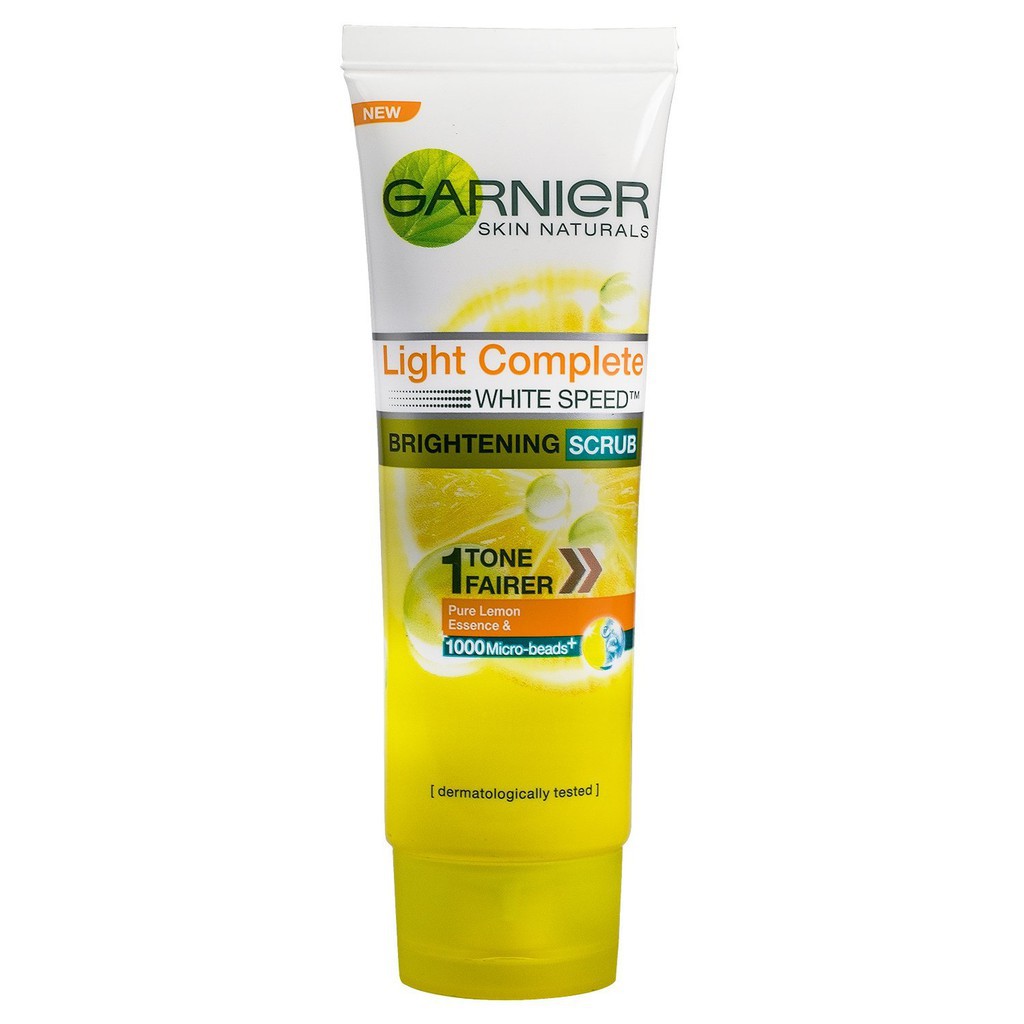 NEW
GARNIER
SKIN NATURALS
Light Complete
WHITE SPEED™
BRIGHTENING SCRUB
1 TONE
FAIRER
Pure Lemon
Essence &
1000 Micro-beads+
[ dermatologically tested ]